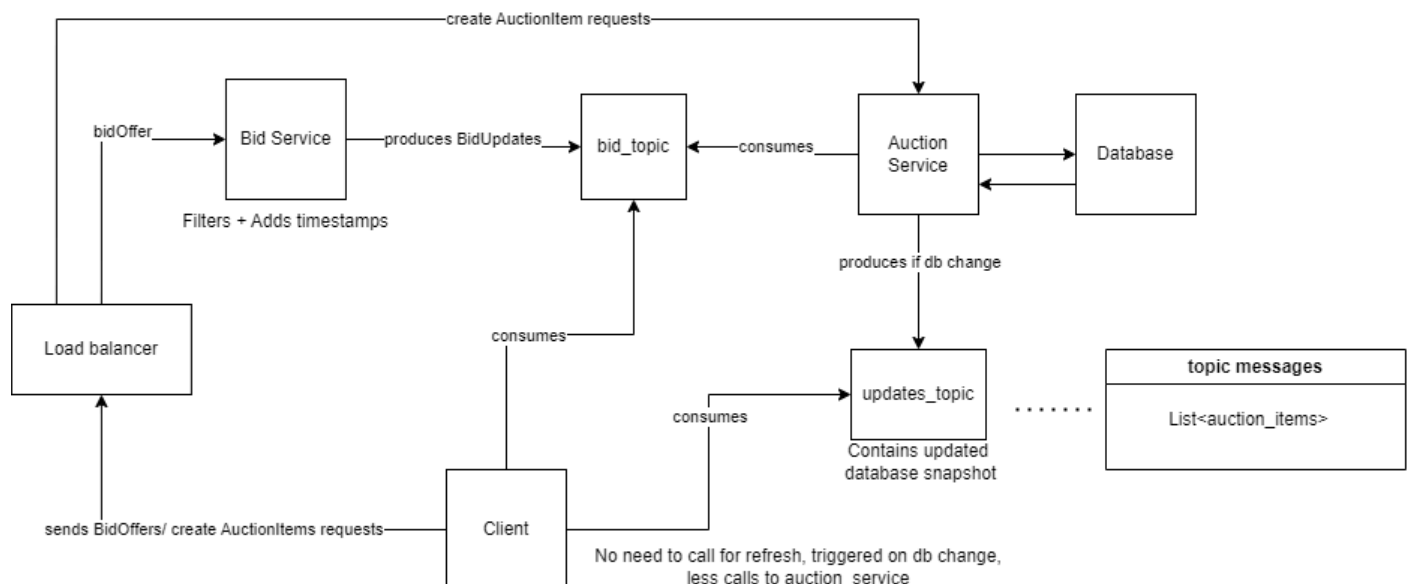 create AuctionItem requests
bidOffer
Bid Service
produces BidUpdates
bid_topic
consumes
Auction
Service
Database
Filters + Adds timestamps
produces if db change
Load balancer
consumes
updates_topic
topic messages
List<auction_items>
consumes
Contains updated
database snapshot
sends BidOffers/ create AuctionItems requests
Client
No need to call for refresh, triggered on db change,
less calls to auction_service